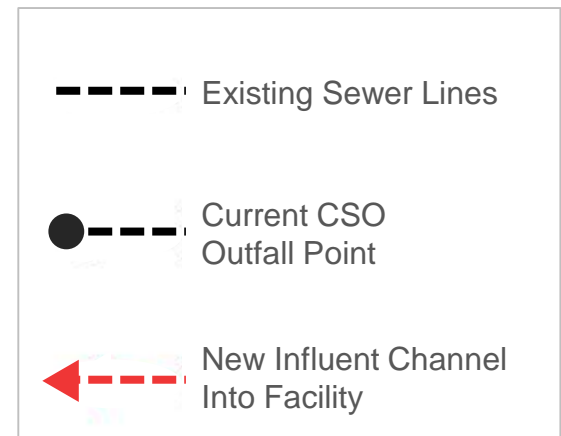 Existing Sewer Lines
Current CSO
Outfall Point
New Influent Channel
Into Facility